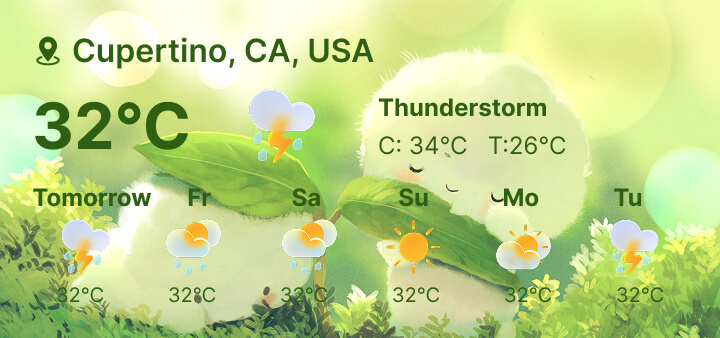 Cupertino, CA, USA
32°C
Thunderstorm
C: 34°C T:26°C
Tomorrow Fr Sa Su Mo Tu
32°C 32°C 32°C 32°C 32°C 32°C